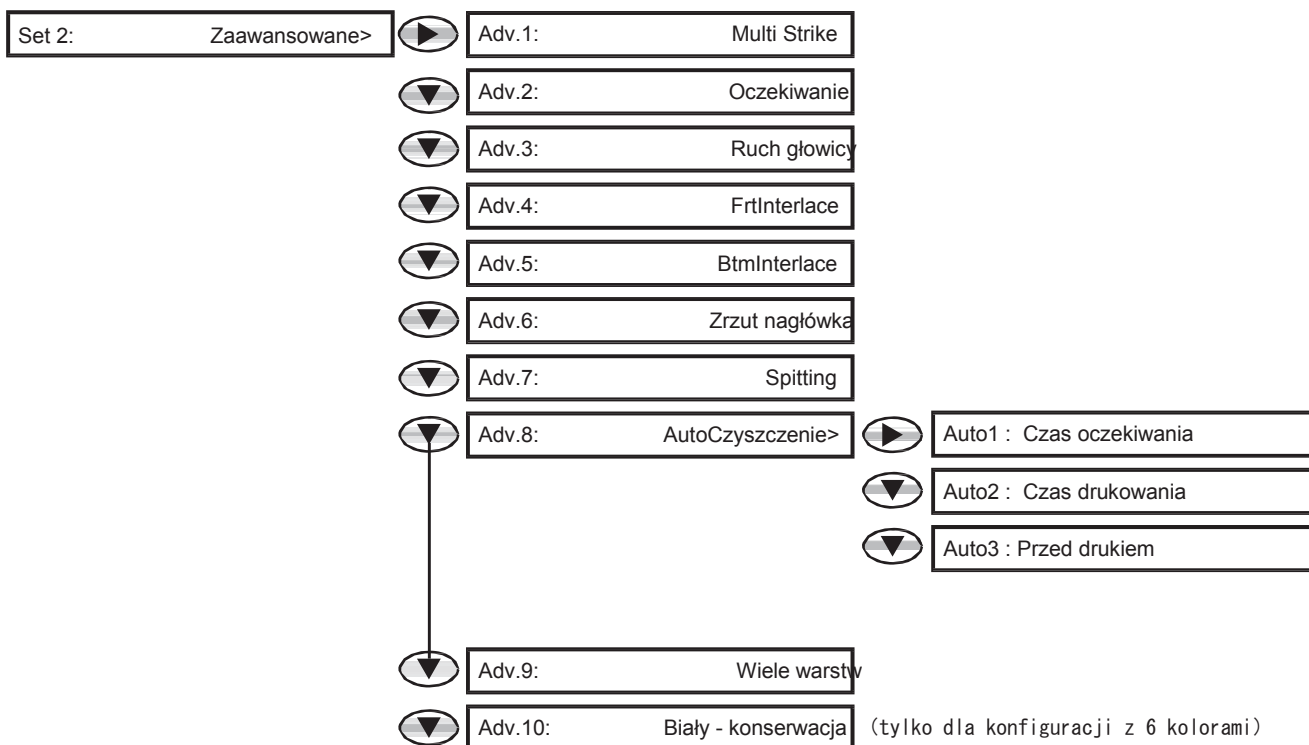 Set 2: Zaawansowane> Adv.1: Multi Strike
Adv.2: Oczekiwanie
Adv.3: Ruch głowicy
Adv.4: FrtInterlace
Adv.5: BtmInterlace
Adv.6: Zrzut nagłówka
Adv.7: Spitting
Adv.8: AutoCzyszczenie> Auto1 : Czas oczekiwania
Auto2 : Czas drukowania
Auto3 : Przed drukiem
Adv.9: Wiele warstw
Adv.10: Biały - konserwacja (tylko dla konfiguracji z 6 kolorami)